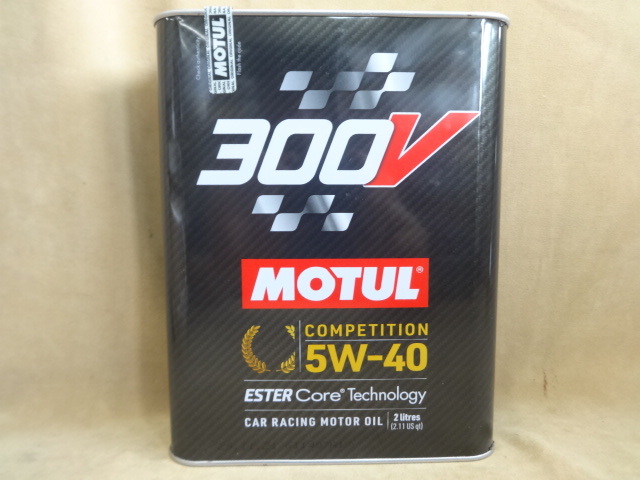 MOTUL
300V
MOTUL®
COMPETITION
5W-40
ESTER Core® Technology
CAR RACING MOTOR OIL
2 litres
(2.11 US qt)